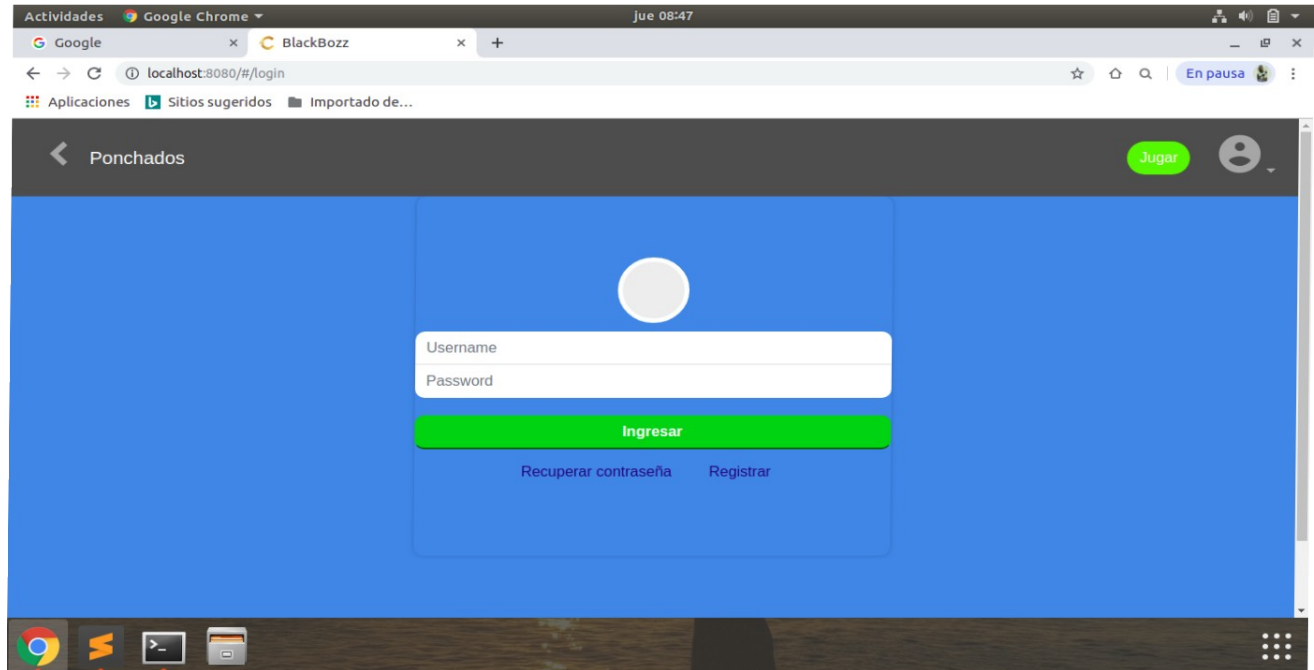 Actividades Google Chrome jue 08:47
Google BlackBozz
localhost:8080/#/login En pausa
Aplicaciones Sitios sugeridos Importado de...
Ponchados Jugar
Username
Password
Ingresar
Recuperar contraseña Registrar